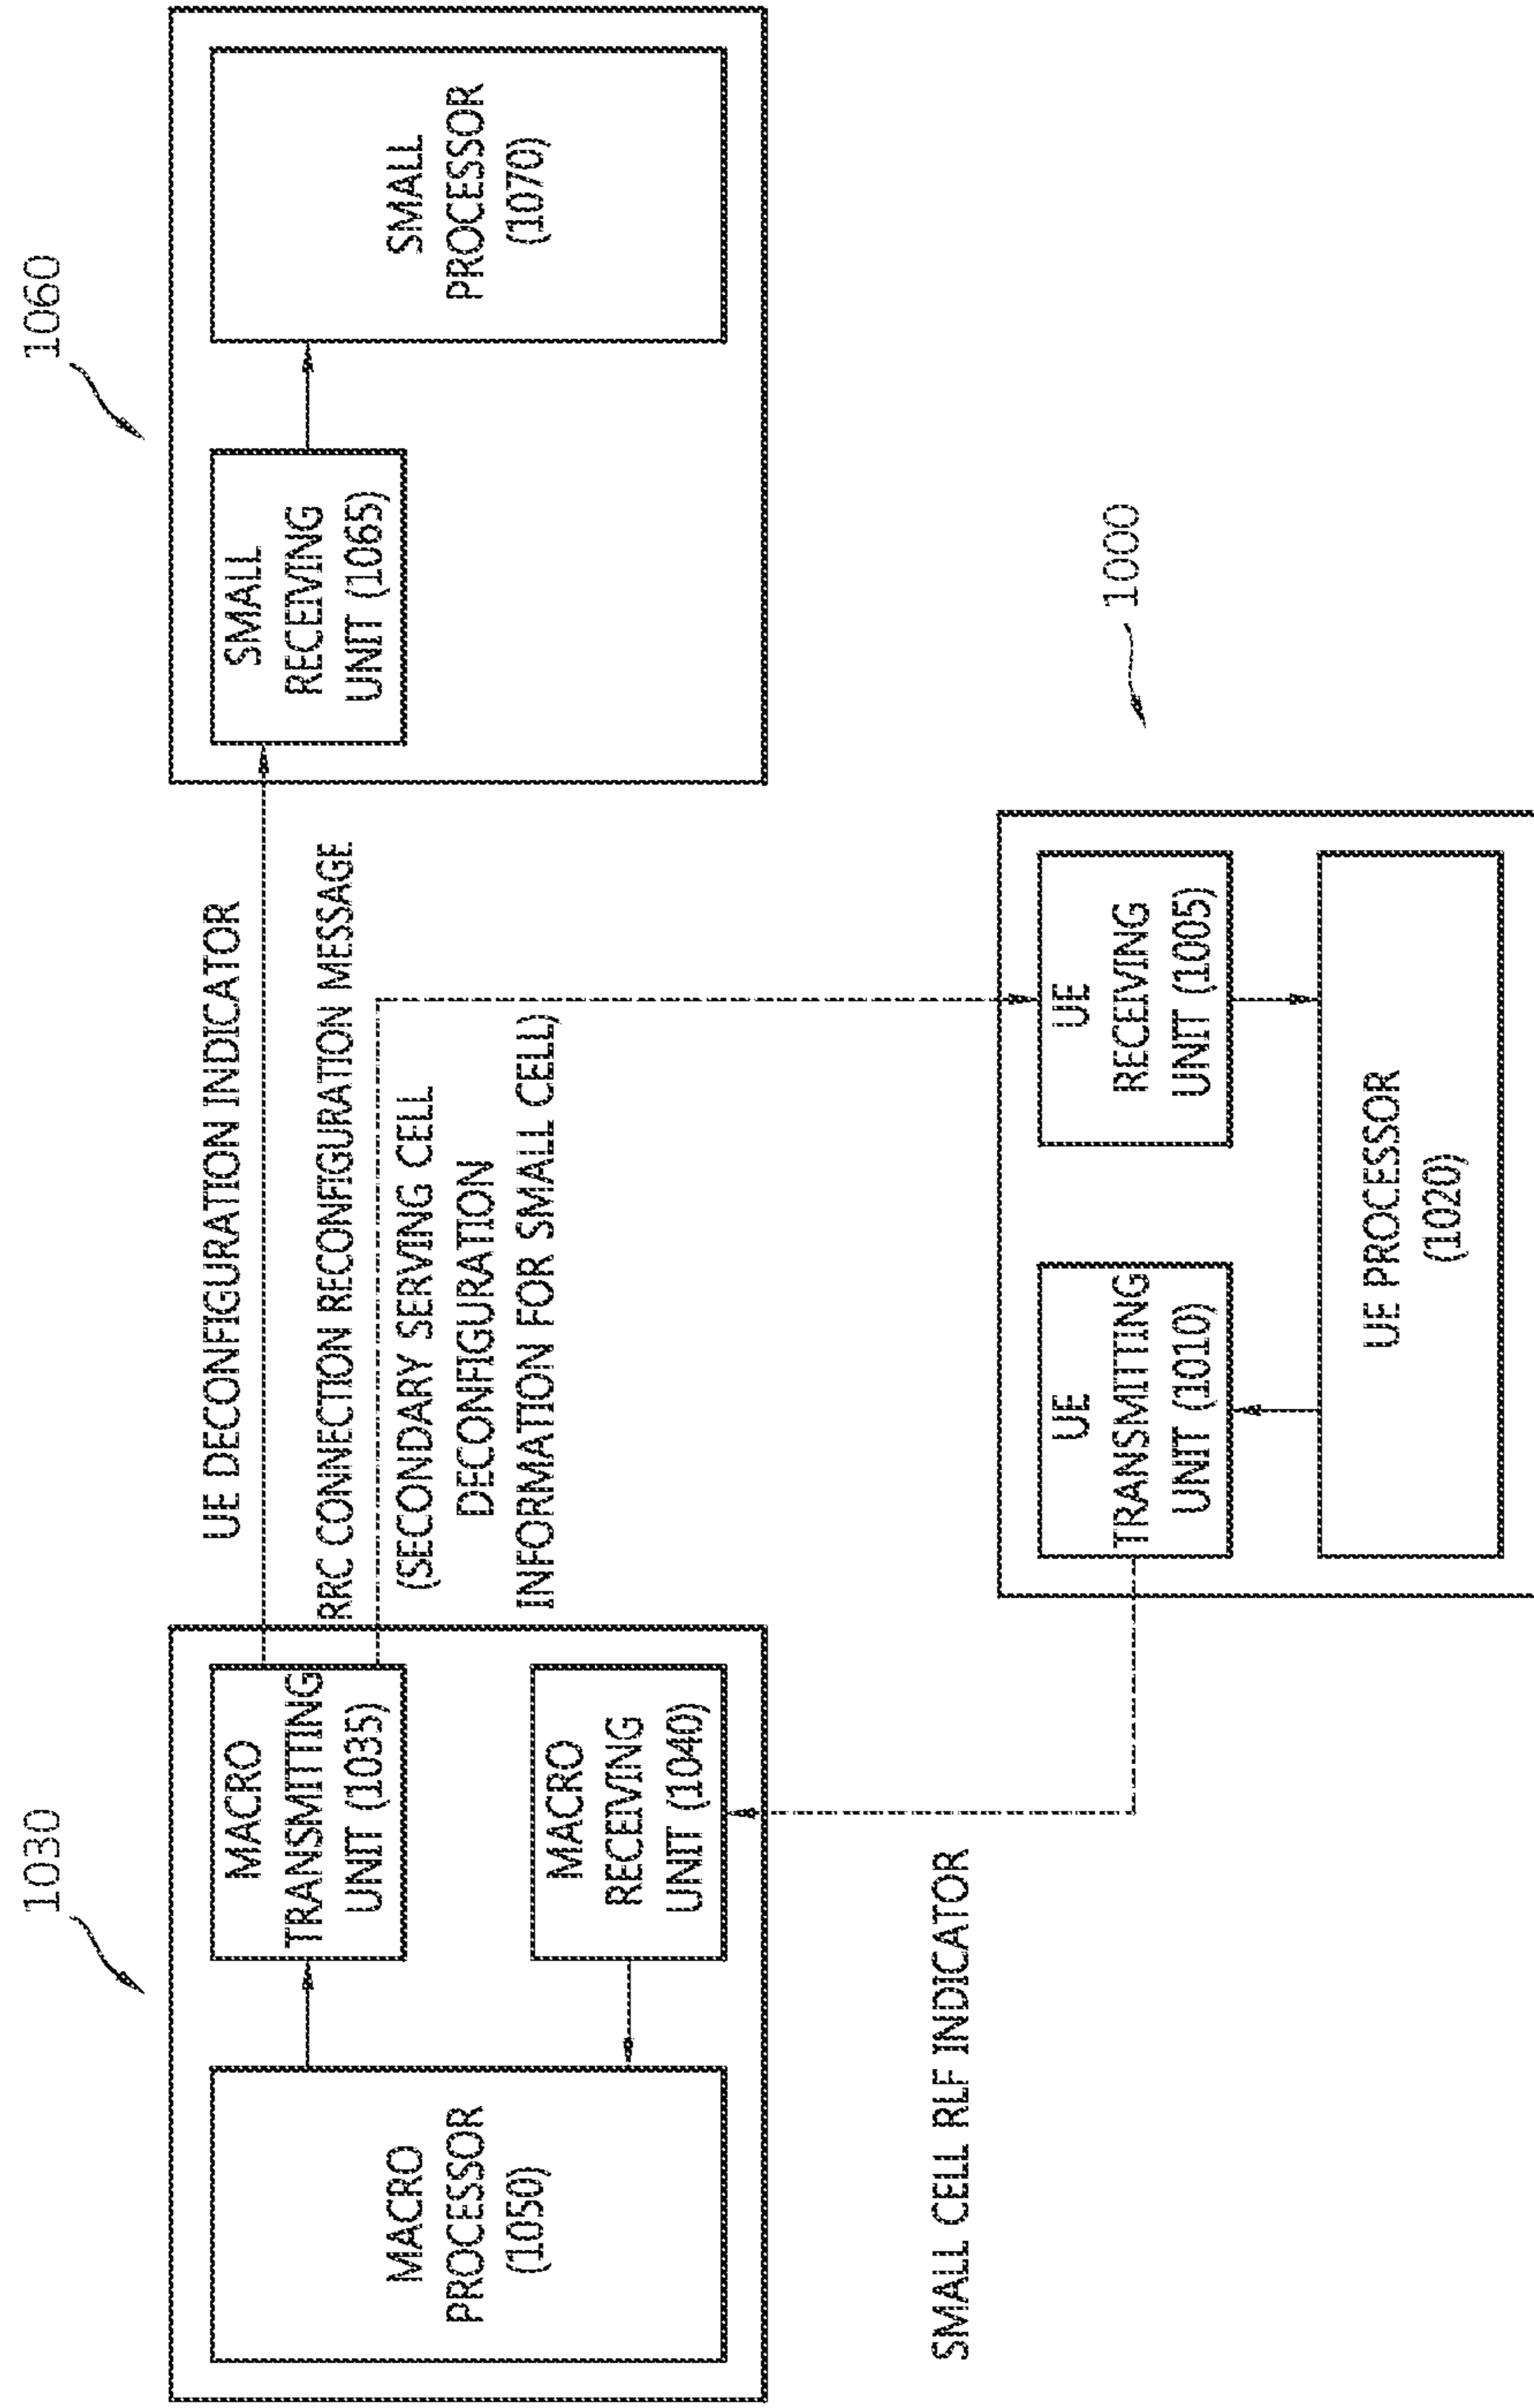 1030
MACRO
PROCESSOR
(1050)
MACRO
TRANSMITTING
UNIT (1035)
MACRO
RECEIVING
UNIT (1040)
UE DECONFIGURATION INDICATOR
RRC CONNECTION RECONFIGURATION MESSAGE
(SECONDARY SERVING CELL
DECONFIGURATION
INFORMATION FOR SMALL CELL)
1060
SMALL
RECEIVING
UNIT (1065)
SMALL
PROCESSOR
(1070)
SMALL CELL RLF INDICATOR
1000
UE
TRANSMITTING
UNIT (1010)
UE
RECEIVING
UNIT (1005)
UE PROCESSOR
(1020)